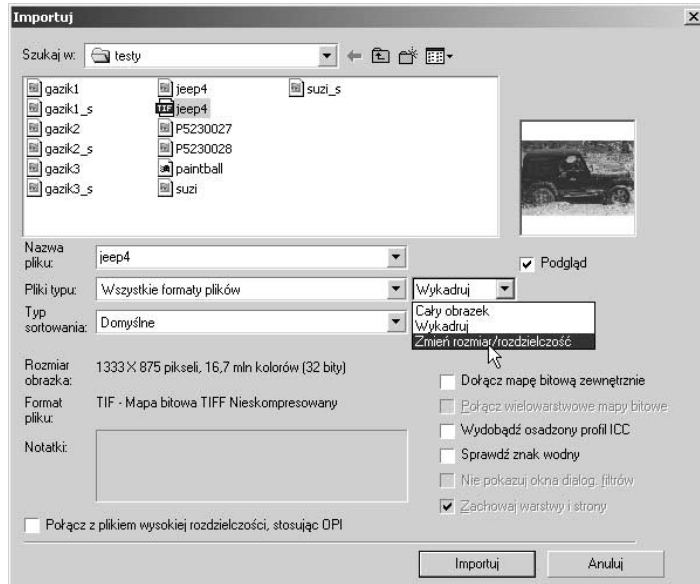 Importuj
Szukaj w: testy
gazik1 jeep4 suzi_s
gazik1_s jeep4
gazik2 P5230027
gazik2_s P5230028
gazik3 paintball
gazik3_s suzi
Nazwa
pliku: jeep4
Podgląd
Pliki typu: Wszystkie formaty plików Wykadruj
Cały obrazek
Wykadruj
Zmień rozmiar/rozdzielczość
Typ
sortowania: Domyślne
Rozmiar
obrazka: 1333 X 875 pikseli, 16,7 mln kolorów (32 bity)
Format
pliku: TIF - Mapa bitowa TIFF Nieskompresowany
Notatki:
Dołącz mapę bitową zewnętrznie
Połącz wielowarstwowe mapy bitowe
Wydobądź osadzony profil ICC
Sprawdź znak wodny
Nie pokazuj okna dialog. filtrów
Zachowaj warstwy i strony
Połącz z plikiem wysokiej rozdzielczości, stosując OPI
Importuj Anuluj